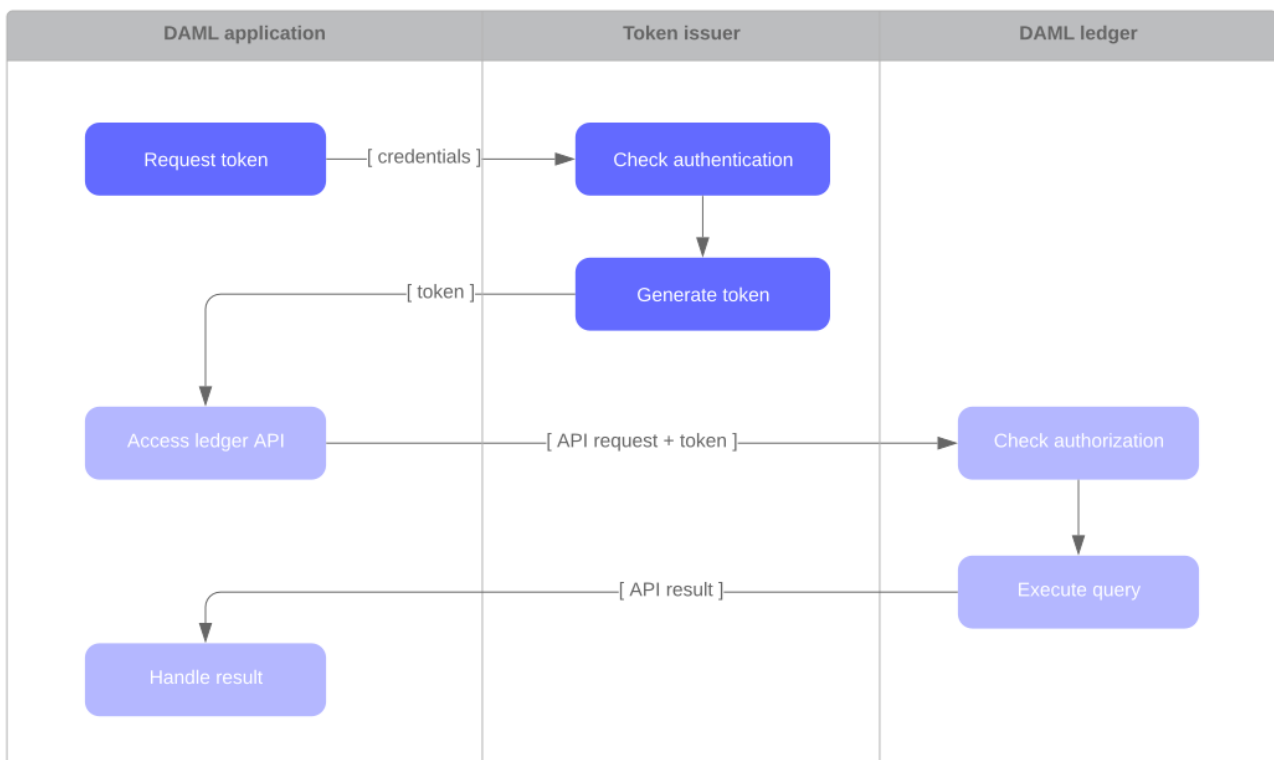 DAML application
Token issuer
DAML ledger
Request token
[ credentials ]
Check authentication
[ token ]
Generate token
Access ledger API
[ API request + token ]
Check authorization
[ API result ]
Execute query
Handle result